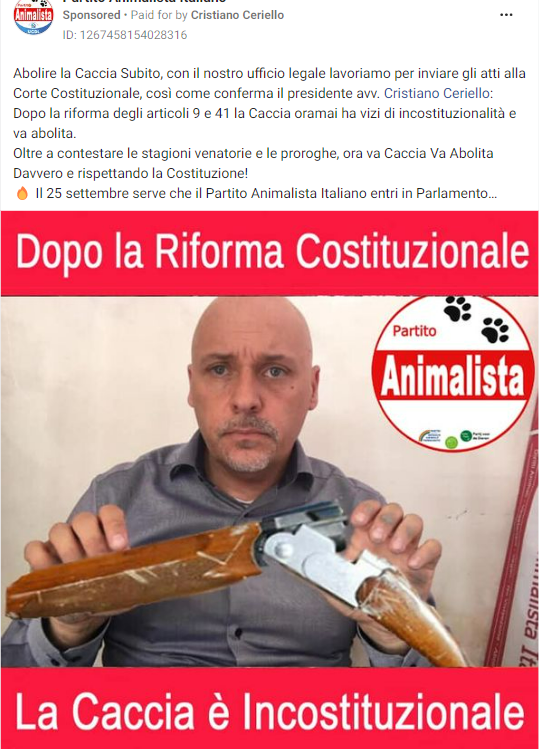 Partito Animalista Italiano
Sponsored • Paid for by Cristiano Ceriello
ID: 1267458154028316
Abolire la Caccia Subito, con il nostro ufficio legale lavoriamo per inviare gli atti alla
Corte Costituzionale, così come conferma il presidente avv. Cristiano Ceriello:
Dopo la riforma degli articoli 9 e 41 la Caccia oramai ha vizi di incostituzionalità e
va abolita.
Oltre a contestare le stagioni venatorie e le proroghe, ora va Caccia Va Abolita
Davvero e rispettando la Costituzione!
🔥 Il 25 settembre serve che il Partito Animalista Italiano entri in Parlamento...
Dopo la Riforma Costituzionale
Partito
Animalista
La Caccia è Incostituzionale